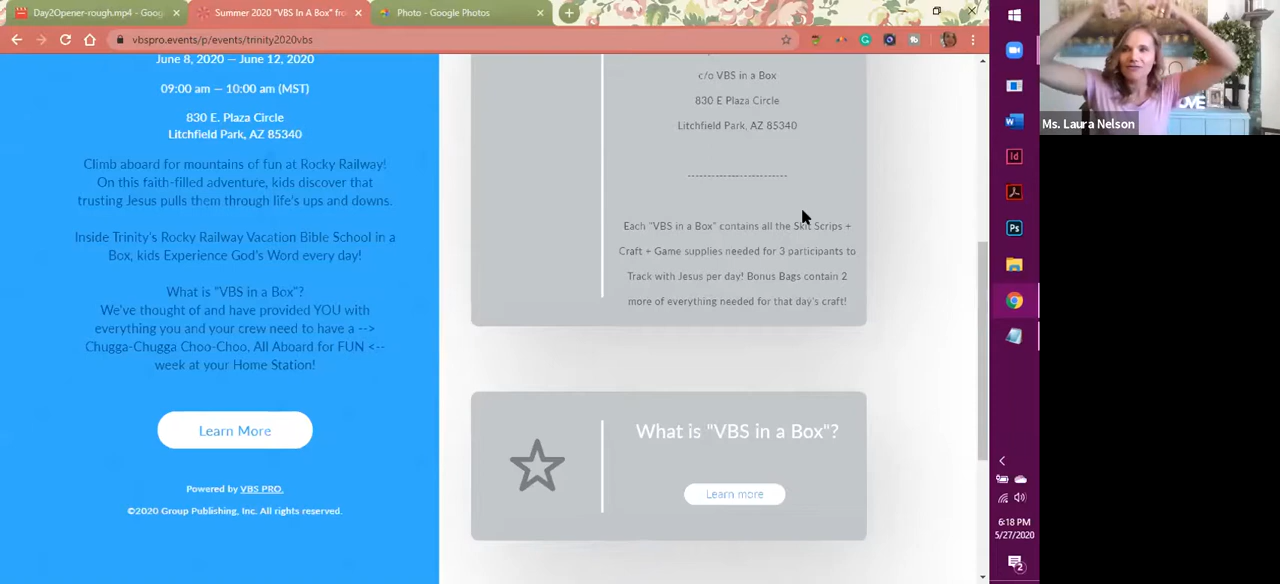 Day2Opener-rough.mp4 - Goog
Summer 2020 "VBS In A Box" fro
Photo - Google Photos
vbspro.events/p/events/trinity2020vbs
June 8, 2020 — June 12, 2020
09:00 am — 10:00 am (MST)
830 E. Plaza Circle
Litchfield Park, AZ 85340
Climb aboard for mountains of fun at Rocky Railway!
On this faith-filled adventure, kids discover that
trusting Jesus pulls them through life's ups and downs.
Inside Trinity's Rocky Railway Vacation Bible School in a
Box, kids Experience God's Word every day!
What is "VBS in a Box"?
We've thought of and have provided YOU with
everything you and your crew need to have a -->
Chugga-Chugga Choo-Choo, All Aboard for FUN <--
week at your Home Station!
Learn More
Powered by VBS PRO.
©2020 Group Publishing, Inc. All rights reserved.
c/o VBS in a Box
830 E Plaza Circle
Litchfield Park, AZ 85340
-------------------------
Each "VBS in a Box" contains all the Skit Scrips +
Craft + Game supplies needed for 3 participants to
Track with Jesus per day! Bonus Bags contain 2
more of everything needed for that day's craft!
What is "VBS in a Box"?
Learn more
Id
Ps
6:18 PM
5/27/2020
2
OVE
Ms. Laura Nelson